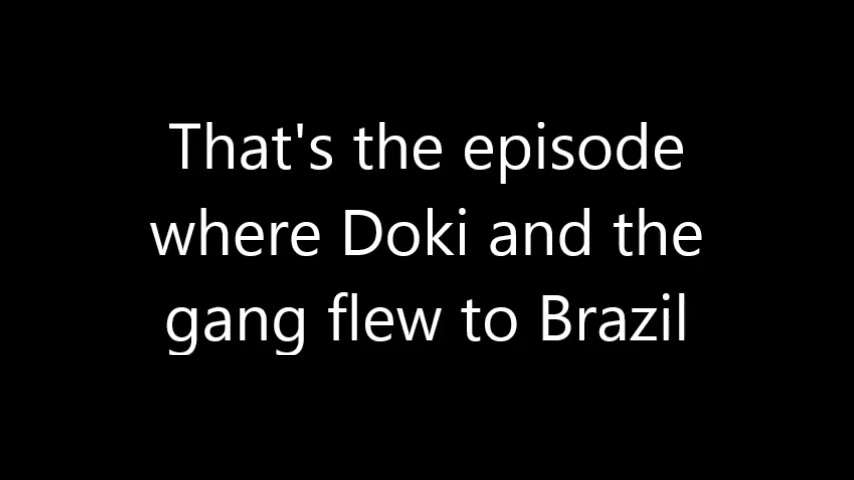 That's the episode
where Doki and the
gang flew to Brazil